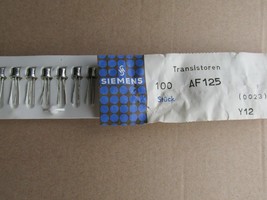 Transistoren
SIEMENS
100 AF125
Stück
(0023)
Y12